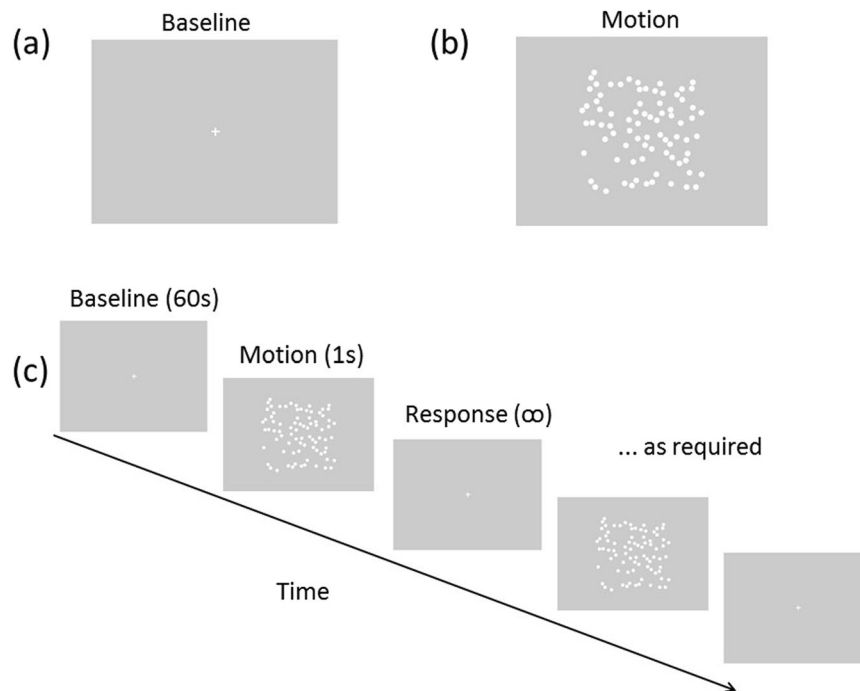 (a)
Baseline
(b)
Motion
(c)
Baseline (60s)
Motion (1s)
Response (∞)
... as required
Time